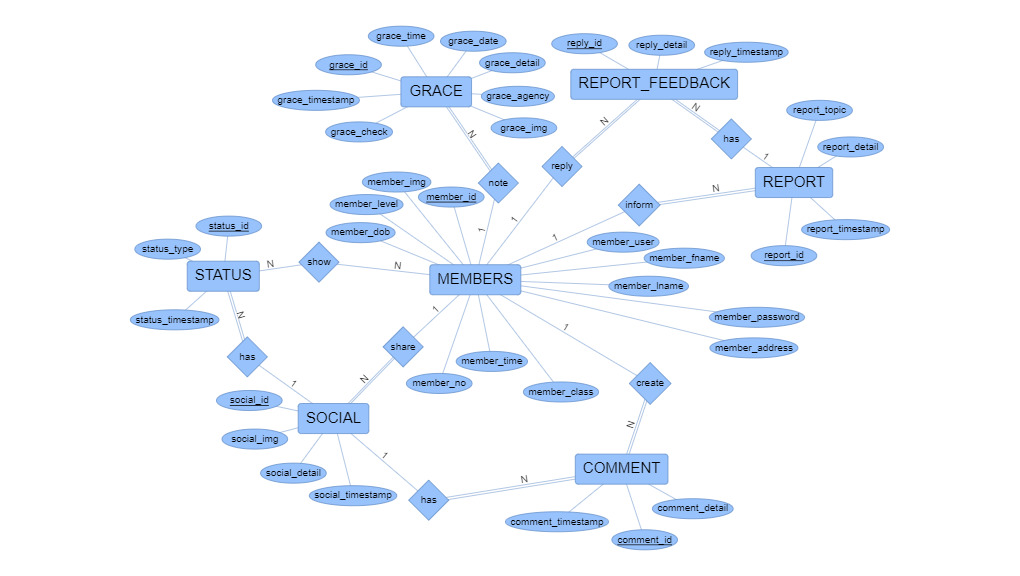 grace_time
grace_date
reply_id
reply_detail
reply_timestamp
grace_id
grace_detail
GRACE
REPORT_FEEDBACK
grace_timestamp
grace_agency
grace_check
grace_img
N
N
N
has
report_topic
report_detail
1
reply
note
REPORT
member_img
member_id
member_level
member_dob
inform
N
1
1
1
report_timestamp
report_id
status_id
status_type
STATUS
N
show
N
MEMBERS
member_user
member_fname
member_lname
member_password
member_address
status_timestamp
N
has
1
share
1
N
member_no
member_time
member_class
1
create
N
social_id
SOCIAL
social_img
social_detail
social_timestamp
1
has
N
COMMENT
comment_timestamp
comment_detail
comment_id